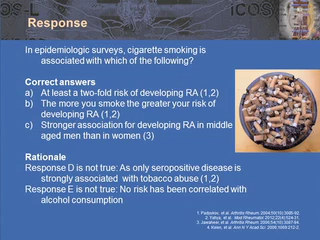 Response
In epidemiologic surveys, cigarette smoking is
associated with which of the following?
Correct answers
a) At least a two-fold risk of developing RA (1,2)
b) The more you smoke the greater your risk of
developing RA (1,2)
c) Stronger association for developing RA in middle
aged men than in women (3)
Rationale
Response D is not true: As only seropositive disease is
strongly associated with tobacco abuse (1,2)
Response E is not true: No risk has been correlated with
alcohol consumption